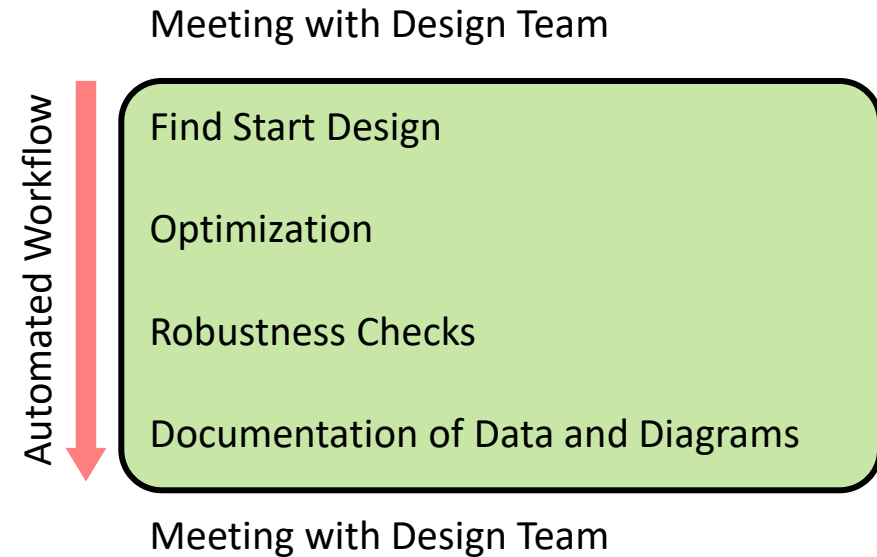 Meeting with Design Team
Automated Workflow
Find Start Design
Optimization
Robustness Checks
Documentation of Data and Diagrams
Meeting with Design Team